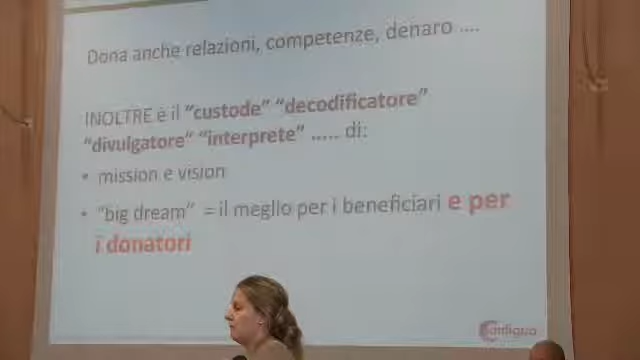 Dona anche relazioni, competenze, denaro ....
INOLTRE è il "custode" "decodificatore"
"divulgatore" "interprete" ..... di:
• mission e vision
• "big dream" = il meglio per i beneficiari e per
i donatori